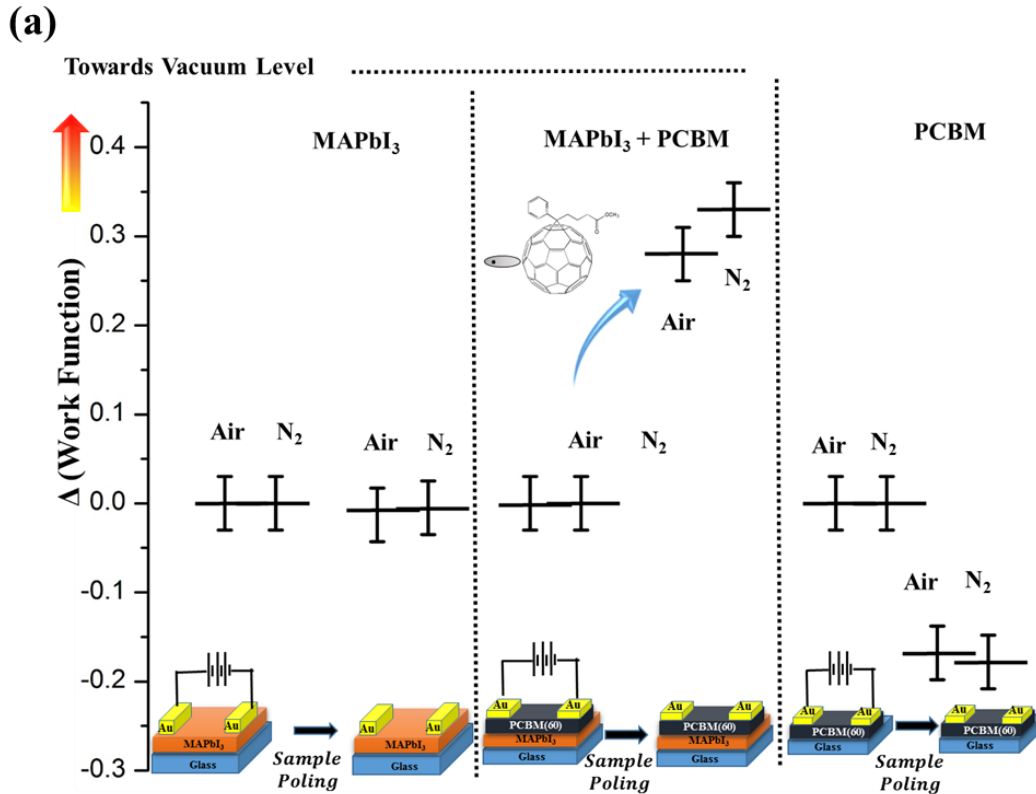 (a)
Towards Vacuum Level
MAPbI₃
MAPbI₃ + PCBM
PCBM
Δ (Work Function)
0.4
0.3
0.2
0.1
0.0
-0.1
-0.2
-0.3
Air N₂
Air N₂
OCH₃
O
N₂
Air
Air N₂
Air N₂
Air N₂
Au Au
MAPbI₃
Glass
Sample
Poling
Au Au
MAPbI₃
Glass
Au Au
PCBM(60)
MAPbI₃
Glass
Sample
Poling
Au Au
PCBM(60)
MAPbI₃
Glass
Au Au
PCBM(60)
Glass
Sample
Poling
Au Au
PCBM(60)
Glass